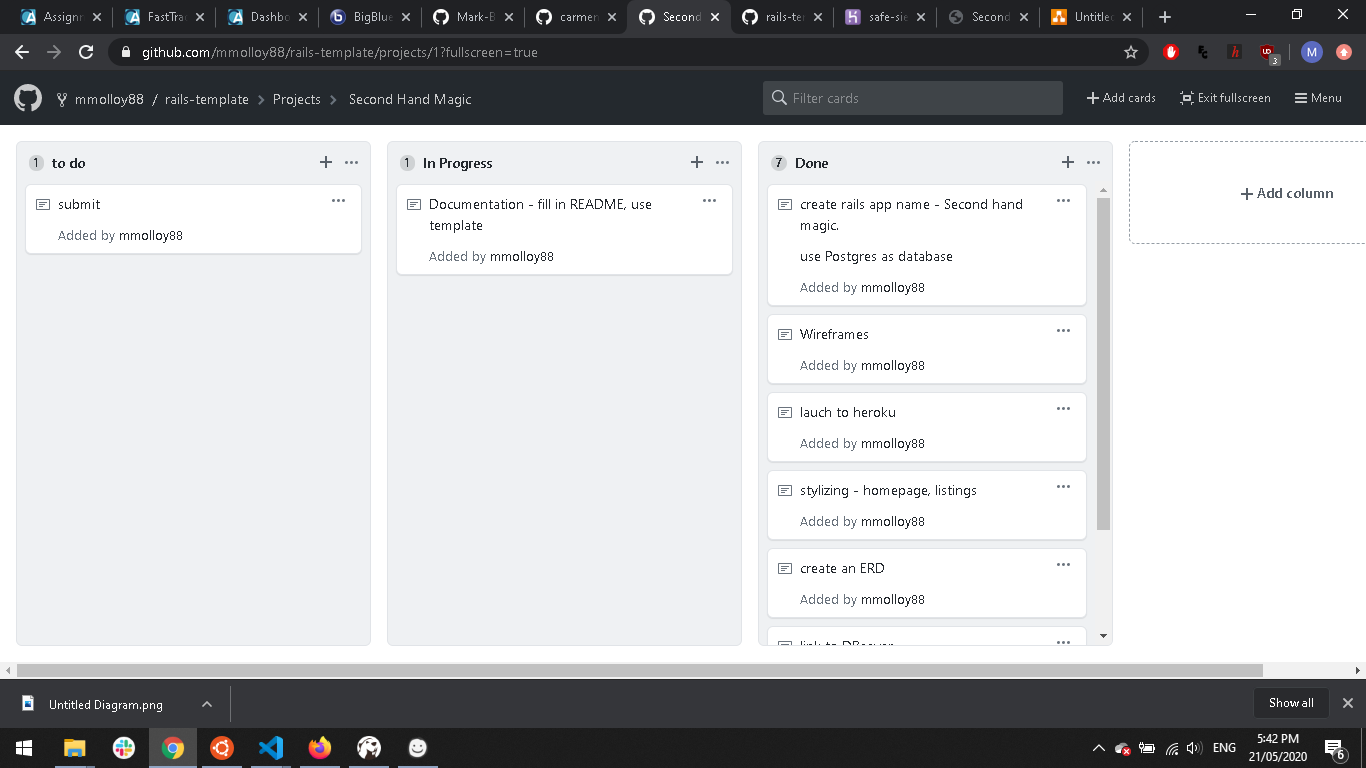 Assignm
FastTra
Dashbo
BigBlue
Mark-B
carmen
Second
rails-te
safe-sie
Second
Untitled
github.com/mmolloy88/rails-template/projects/1?fullscreen=true
3
M
mmolloy88 / rails-template
Projects
Second Hand Magic
Filter cards
Add cards
Exit fullscreen
Menu
1 to do
submit
Added by mmolloy88
1 In Progress
Documentation - fill in README, use
template
Added by mmolloy88
7 Done
create rails app name - Second hand
magic.
use Postgres as database
Added by mmolloy88
Wireframes
Added by mmolloy88
lauch to heroku
Added by mmolloy88
stylizing - homepage, listings
Added by mmolloy88
create an ERD
Added by mmolloy88
link to DBeaver
Add column
Untitled Diagram.png
Show all
ENG
5:42 PM
21/05/2020
6